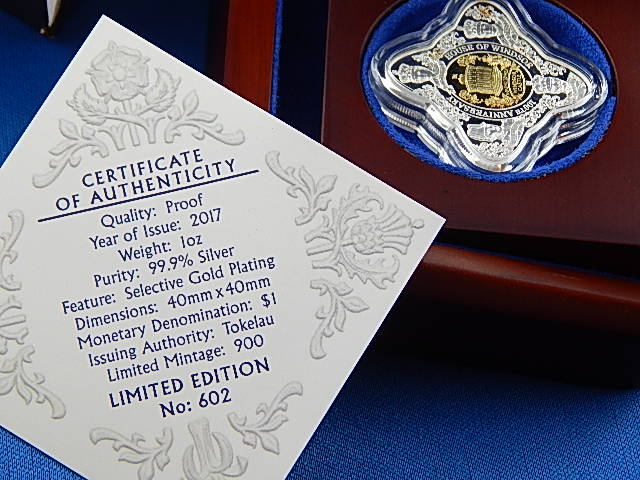 CERTIFICATE
OF AUTHENTICITY
Quality: Proof
Year of Issue: 2017
Weight: 1oz
Purity: 99.9% Silver
Feature: Selective Gold Plating
Dimensions: 40mm x 40mm
Monetary Denomination: $1
Issuing Authority: Tokelau
Limited Mintage: 900
LIMITED EDITION
No: 602
HOUSE OF WINDSOR
100TH ANNIVERSARY